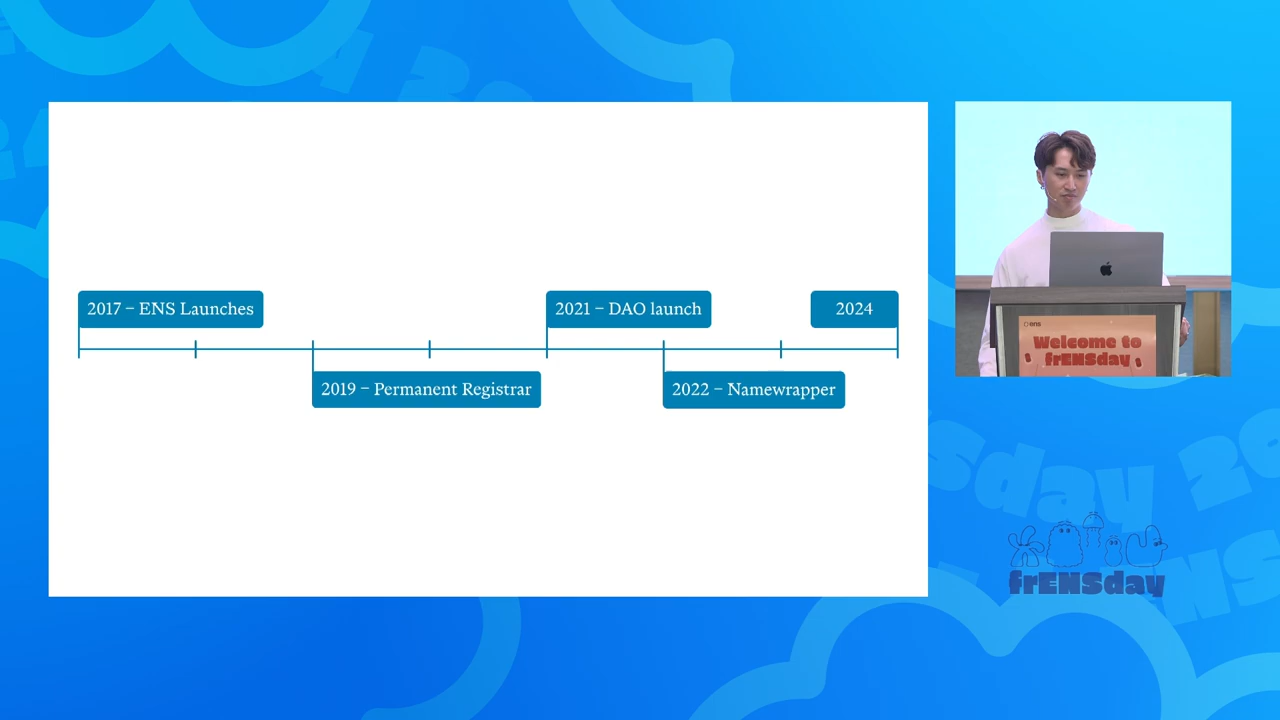 2017 – ENS Launches
2021 – DAO launch
2024
2019 – Permanent Registrar
2022 – Namewrapper
ens
Welcome to
frENSday
frENSday